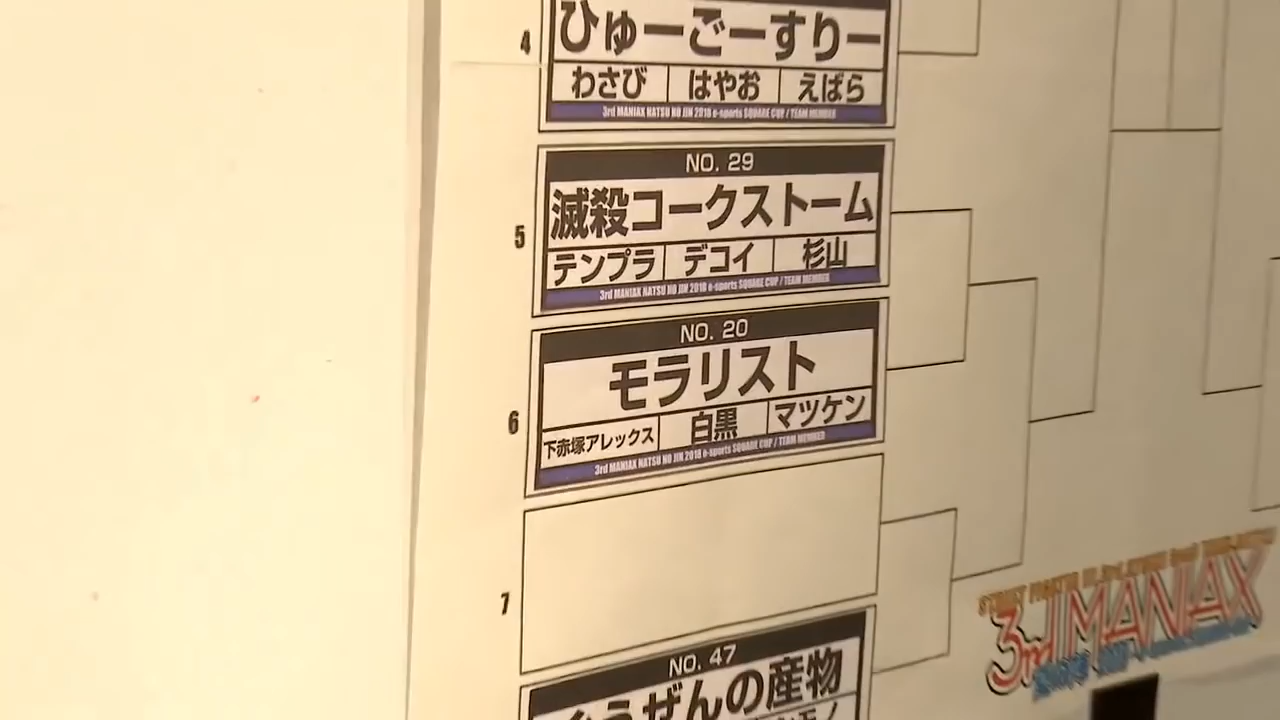 4
ひゅーごーすりー
わさび はやお えばら
3rd MANIAX NATSU NO JIN 2018 e-sports SQUARE CUP / TEAM MEMBER
NO. 29
5
滅殺コークストーム
テンプラ デコイ 杉山
3rd MANIAX NATSU NO JIN 2018 e-sports SQUARE CUP / TEAM MEMBER
NO. 20
6
モラリスト
下赤塚アレックス 白黒 マツケン
3rd MANIAX NATSU NO JIN 2018 e-sports SQUARE CUP / TEAM MEMBER
7
NO. 47
ぐうぜんの産物
3rd MANIAX